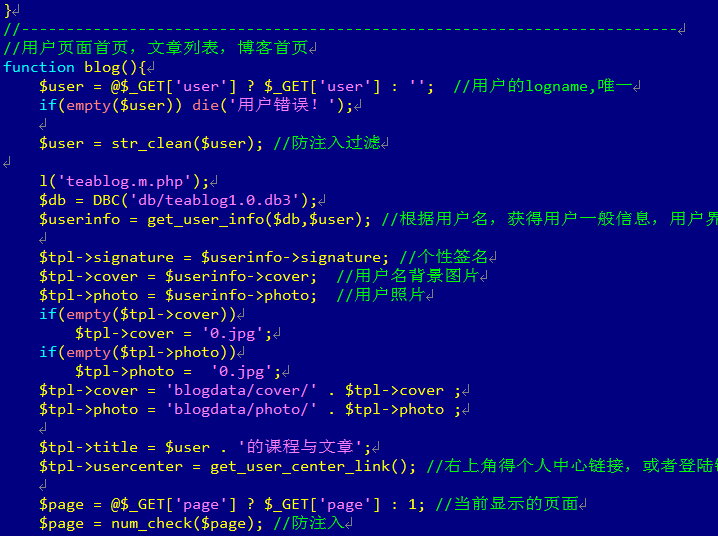 }
//-------------------------------------------------------------------------
//用户页面首页，文章列表，博客首页
function blog(){
    $user = @$_GET['user'] ? $_GET['user'] : '';  //用户的logname,唯一
    if(empty($user)) die('用户错误! ');
    $user = str_clean($user); //防注入过滤
    l('teablog.m.php');
    $db = DBC('db/teablog1.0.db3');
    $userinfo = get_user_info($db,$user); //根据用户名，获得用户一般信息，用户界
    $tpl->signature = $userinfo->signature; //个性签名
    $tpl->cover = $userinfo->cover;  //用户名背景图片
    $tpl->photo = $userinfo->photo;  //用户照片
    if(empty($tpl->cover))
        $tpl->cover = '0.jpg';
    if(empty($tpl->photo))
        $tpl->photo =  '0.jpg';
    $tpl->cover = 'blogdata/cover/' . $tpl->cover ;
    $tpl->photo = 'blogdata/photo/' . $tpl->photo ;
    $tpl->title = $user . '的课程与文章';
    $tpl->usercenter = get_user_center_link(); //右上角得个人中心链接，或者登陆
    $page = @$_GET['page'] ? $_GET['page'] : 1; //当前显示的页面
    $page = num_check($page); //防注入